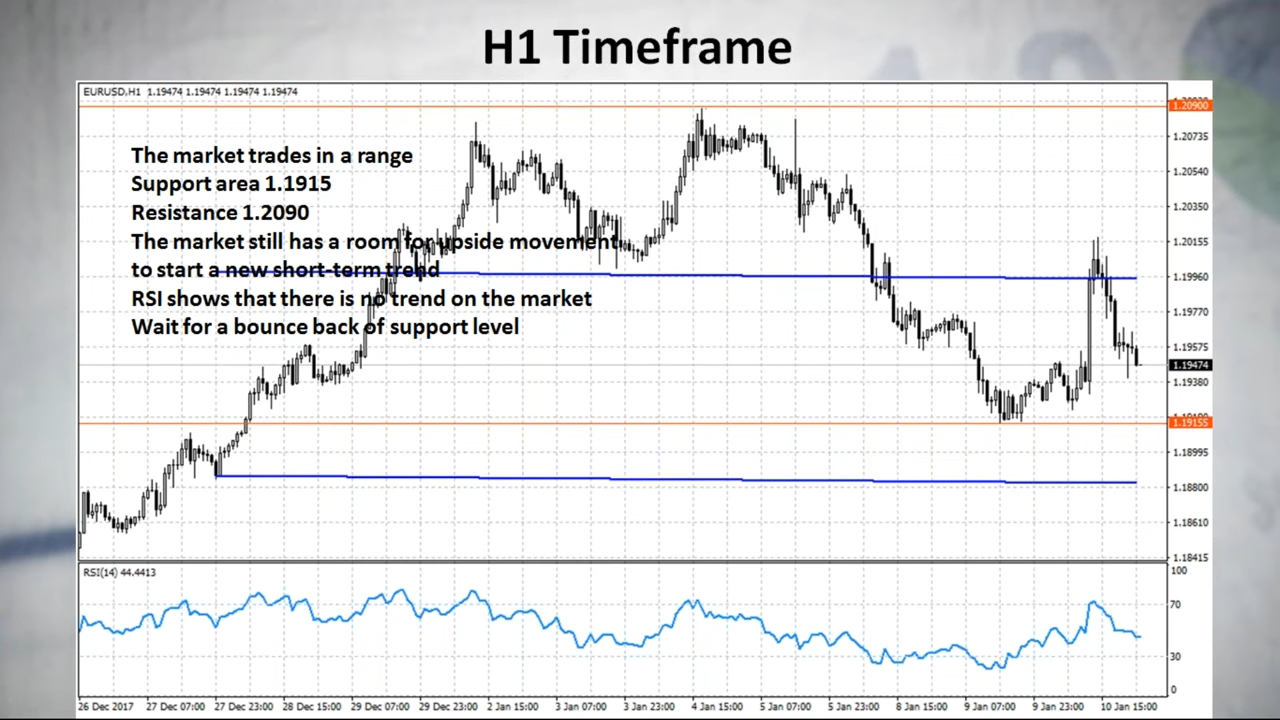 H1 Timeframe
EURUSD,H1 1.19474 1.19474 1.19474 1.19474
The market trades in a range
Support area 1.1915
Resistance 1.2090
The market still has a room for upside movement
to start a new short-term trend
RSI shows that there is no trend on the market
Wait for a bounce back of support level
1.20900
1.20735
1.20540
1.20350
1.20155
1.19960
1.19770
1.19575
1.19474
1.19380
1.19155
1.18995
1.18800
1.18610
1.18415
RSI(14) 44.4413
100
70
30
0
26 Dec 2017 27 Dec 07:00 27 Dec 23:00 28 Dec 15:00 29 Dec 07:00 29 Dec 23:00 2 Jan 15:00 3 Jan 07:00 3 Jan 23:00 4 Jan 15:00 5 Jan 07:00 5 Jan 23:00 8 Jan 15:00 9 Jan 07:00 9 Jan 23:00 10 Jan 15:00